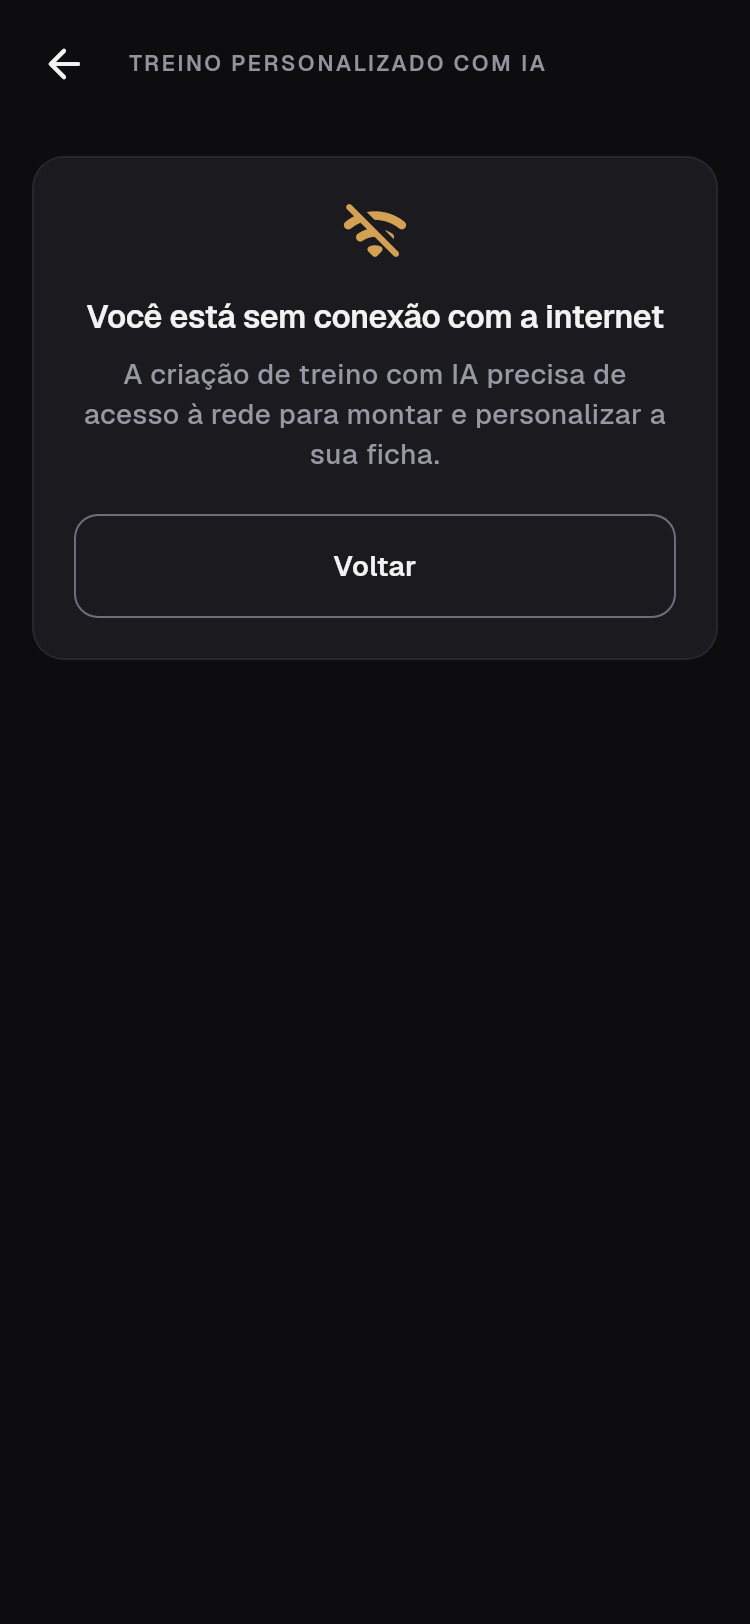 TREINO PERSONALIZADO COM IA
Você está sem conexão com a internet
A criação de treino com IA precisa de
acesso à rede para montar e personalizar a
sua ficha.
Voltar